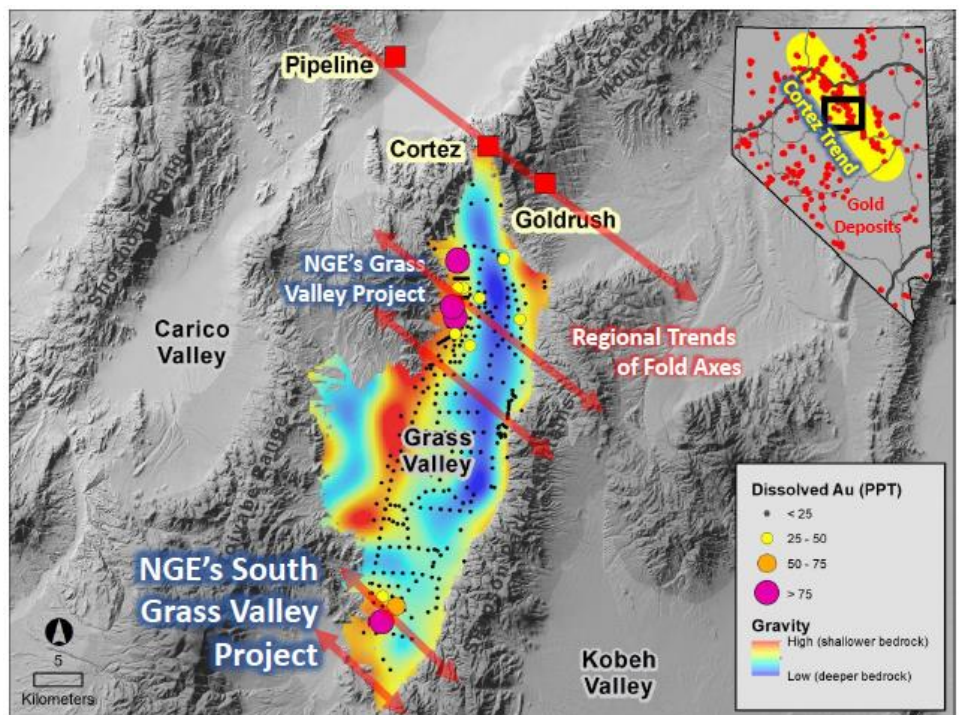 Pipeline
Cortez
Goldrush
Cortez Trend
Gold
Deposits
NGE's Grass
Valley Project
Carico
Valley
Regional Trends
of Fold Axes
Grass
Valley
NGE's South
Grass Valley
Project
Kobeh
Valley
5
Kilometers
Dissolved Au (PPT)
< 25
25 - 50
50 - 75
> 75
Gravity
High (shallower bedrock)
Low (deeper bedrock)